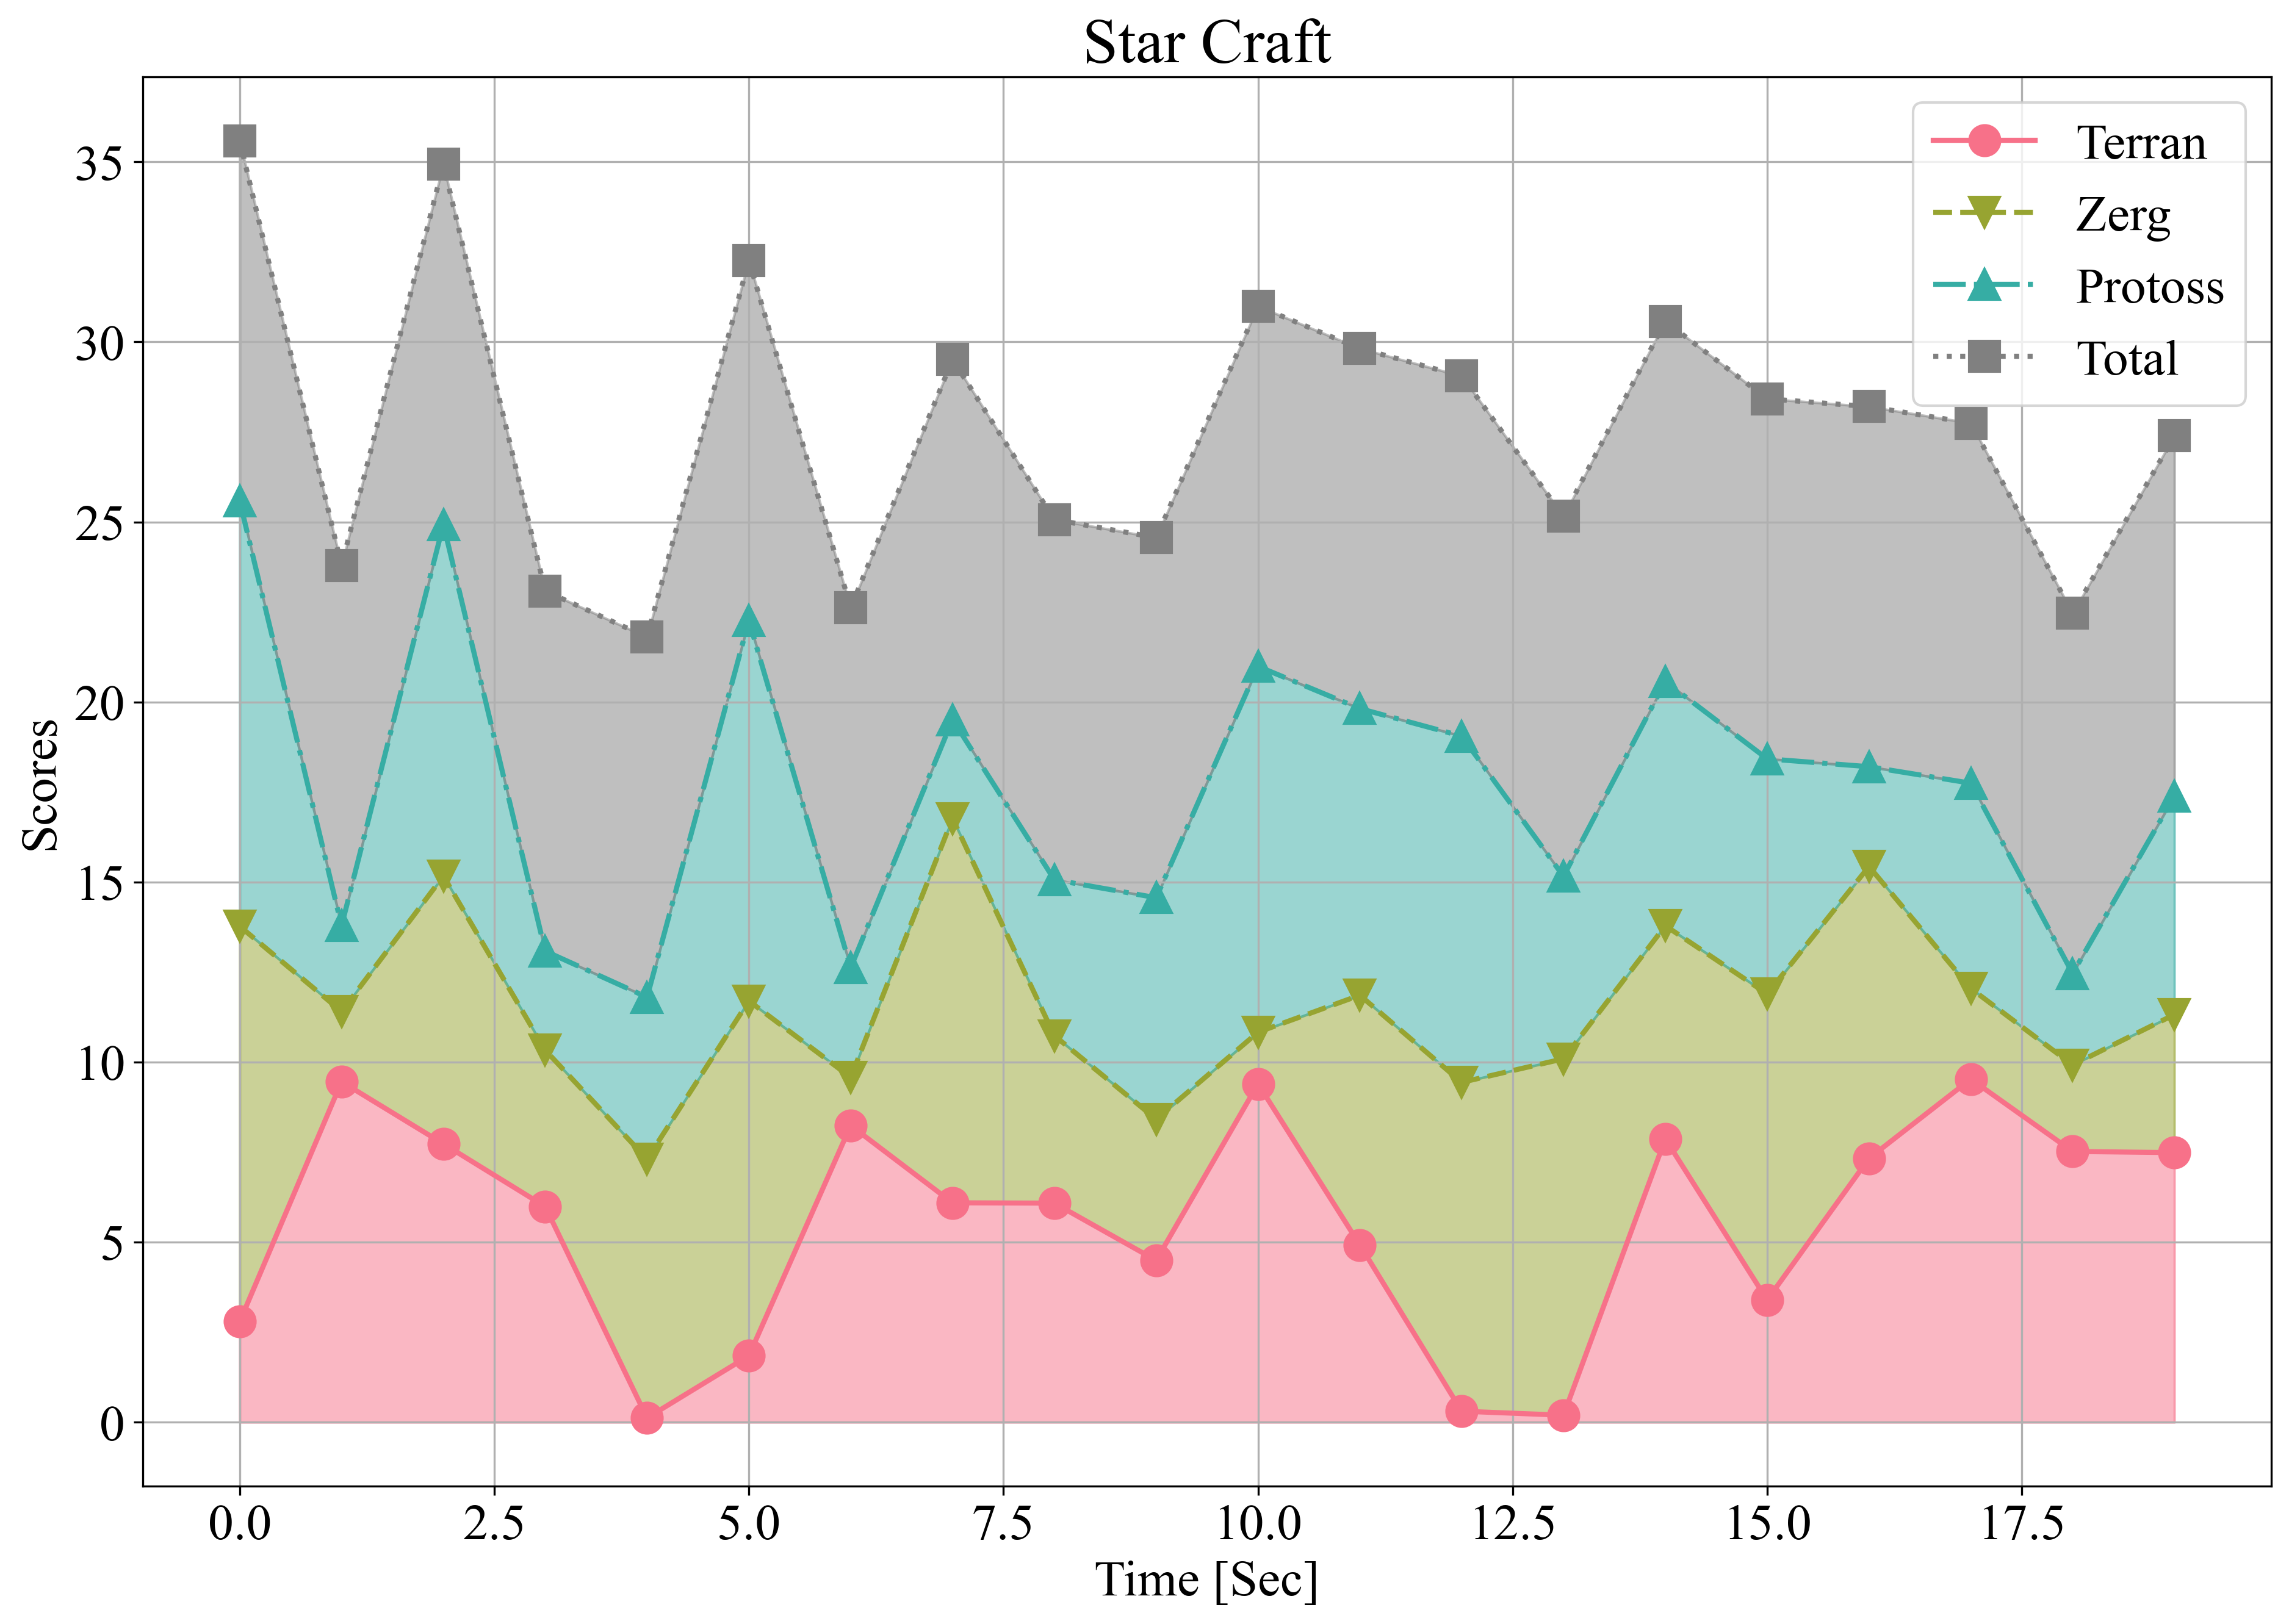 Star Craft
Terran
Zerg
Protoss
Total
Scores
35
30
25
20
15
10
5
0
0.0 2.5 5.0 7.5 10.0 12.5 15.0 17.5
Time [Sec]